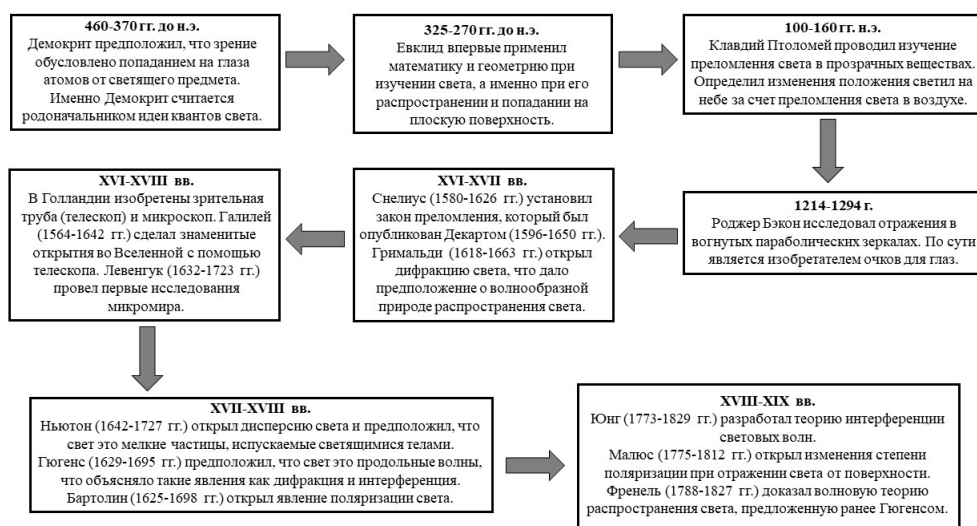 460-370 гг. до н.э.
Демокрит предположил, что зрение
обусловлено попаданием на глаза
атомов от светящего предмета.
Именно Демокрит считается
родоначальником идеи квантов света.
325-270 гг. до н.э.
Евклид впервые применил
математику и геометрию при
изучении света, а именно при его
распространении и попадании на
плоскую поверхность.
100-160 гг. н.э.
Клавдий Птоломей проводил изучение
преломления света в прозрачных веществах.
Определил изменения положения светил на
небе за счет преломления света в воздухе.
1214-1294 г.
Роджер Бэкон исследовал отражения в
вогнутых параболических зеркалах. По сути
является изобретателем очков для глаз.
XVI-XVII вв.
Снелиус (1580-1626 гг.) установил
закон преломления, который был
опубликован Декартом (1596-1650 гг.).
Гримальди (1618-1663 гг.) открыл
дифракцию света, что дало
предположение о волнообразной
природе распространения света.
XVI-XVIII вв.
В Голландии изобретены зрительная
труба (телескоп) и микроскоп. Галилей
(1564-1642 гг.) сделал знаменитые
открытия во Вселенной с помощью
телескопа. Левенгук (1632-1723 гг.)
провел первые исследования
микромира.
XVII-XVIII вв.
Ньютон (1642-1727 гг.) открыл дисперсию света и предположил, что
свет это мелкие частицы, испускаемые светящимися телами.
Гюгенс (1629-1695 гг.) предположил, что свет это продольные волны,
что объясняло такие явления как дифракция и интерференция.
Бартолин (1625-1698 гг.) открыл явление поляризации света.
XVIII-XIX вв.
Юнг (1773-1829 гг.) разработал теорию интерференции
световых волн.
Малюс (1775-1812 гг.) открыл изменения степени
поляризации при отражении света от поверхности.
Френель (1788-1827 гг.) доказал волновую теорию
распространения света, предложенную ранее Гюгенсом.